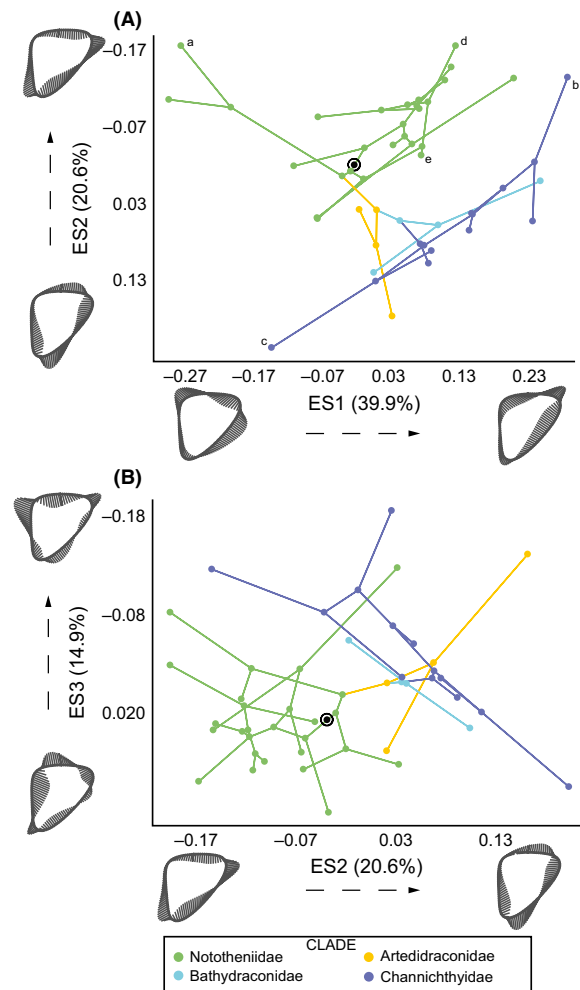 (A)
a
d
b
e
c
−0.17
−0.07
0.03
0.13
ES2 (20.6%)
−0.27 −0.17 −0.07 0.03 0.13 0.23
ES1 (39.9%)
(B)
−0.18
−0.08
0.020
ES3 (14.9%)
−0.17 −0.07 0.03 0.13
ES2 (20.6%)
CLADE
Nototheniidae Artedidraconidae
Bathydraconidae Channichthyidae